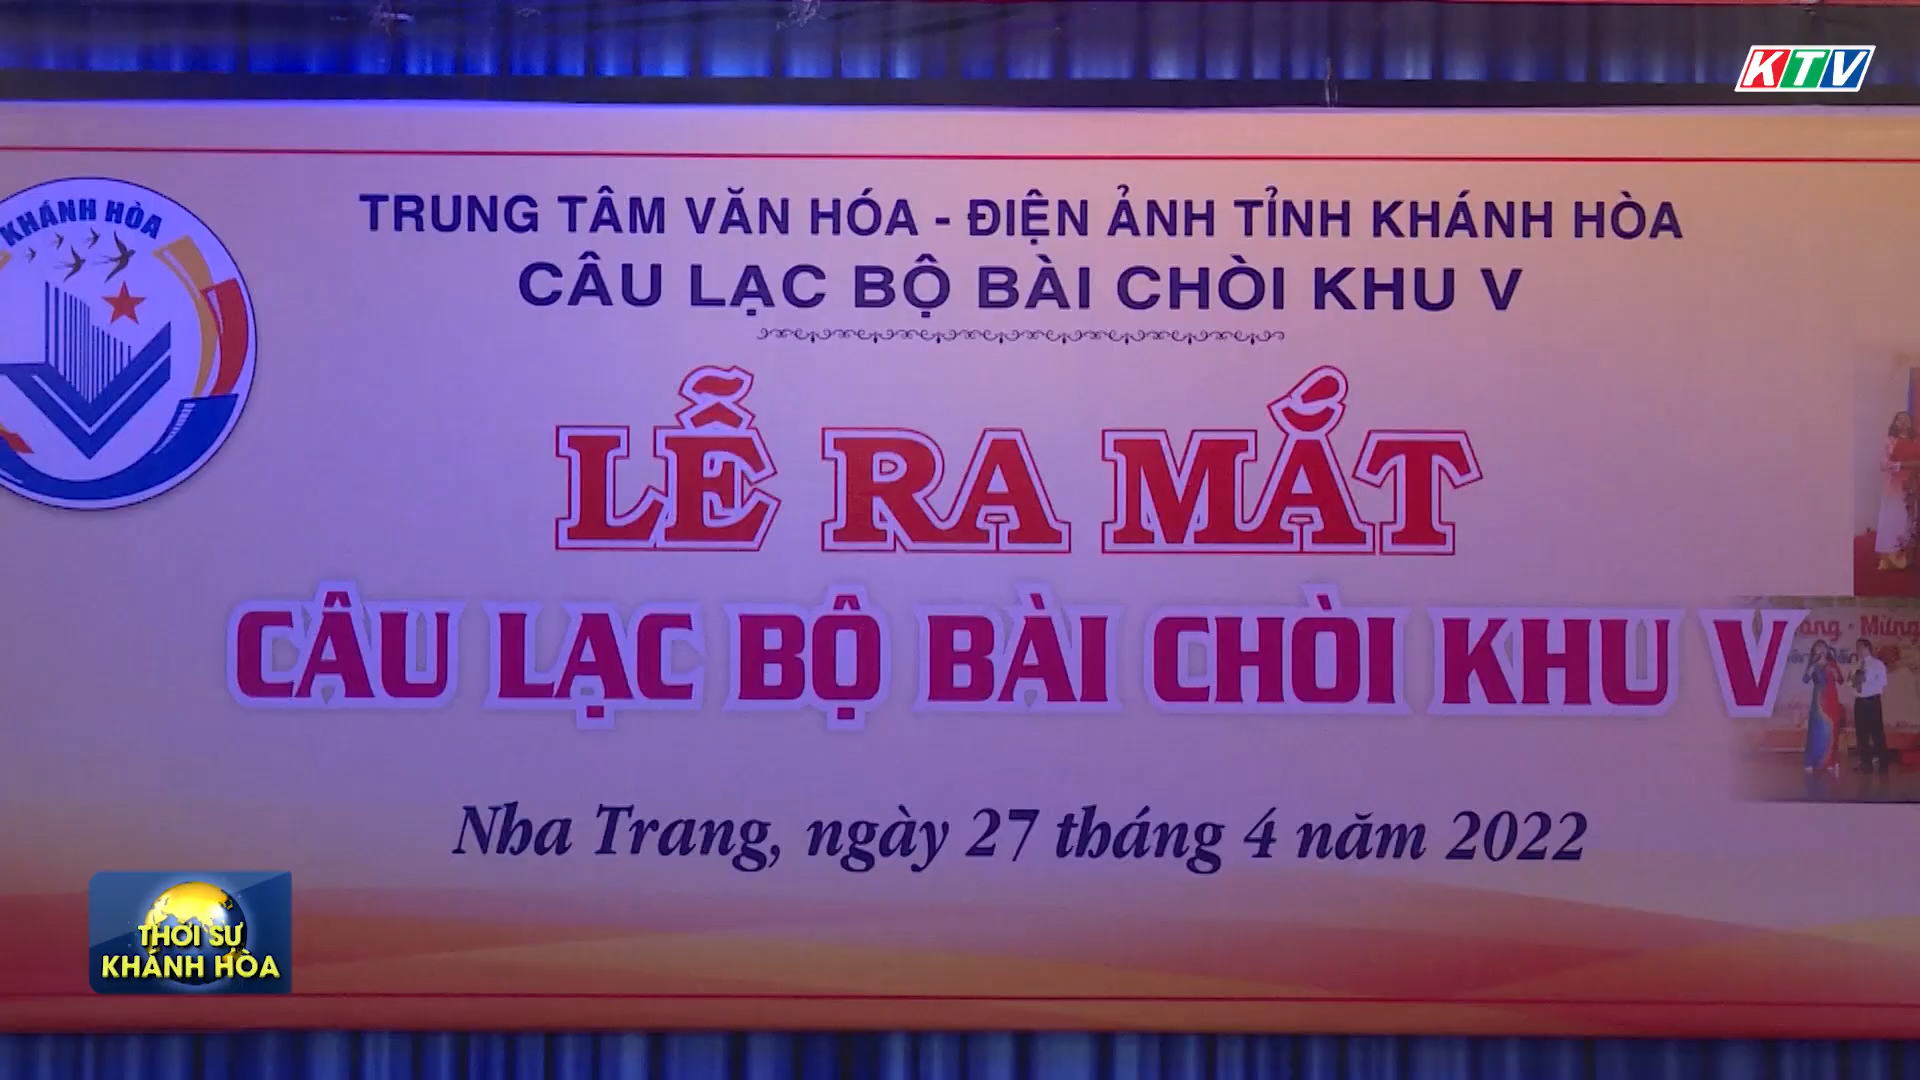 KTV
KHÁNH HÒA
TRUNG TÂM VĂN HÓA - ĐIỆN ẢNH TỈNH KHÁNH HÒA
CÂU LẠC BỘ BÀI CHÒI KHU V
LỄ RA MẮT
CÂU LẠC BỘ BÀI CHÒI KHU V
Mừng
Nha Trang, ngày 27 tháng 4 năm 2022
THỜI SỰ
KHÁNH HÒA